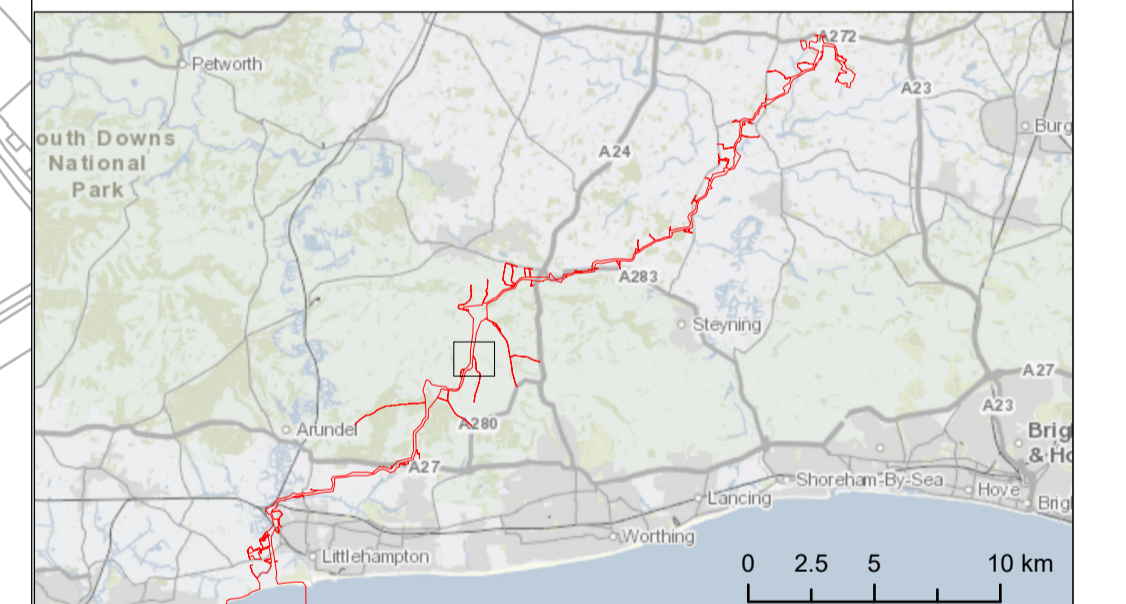 A272
Petworth
A23
Burg
outh Downs
National
Park
A24
A283
Steyning
A27
A23
A280
Arundel
Brig
& Ho
A27
Shoreham-By-Sea
Hove
Lancing
Brigh
Worthing
Littlehampton
0 2.5 5 10 km